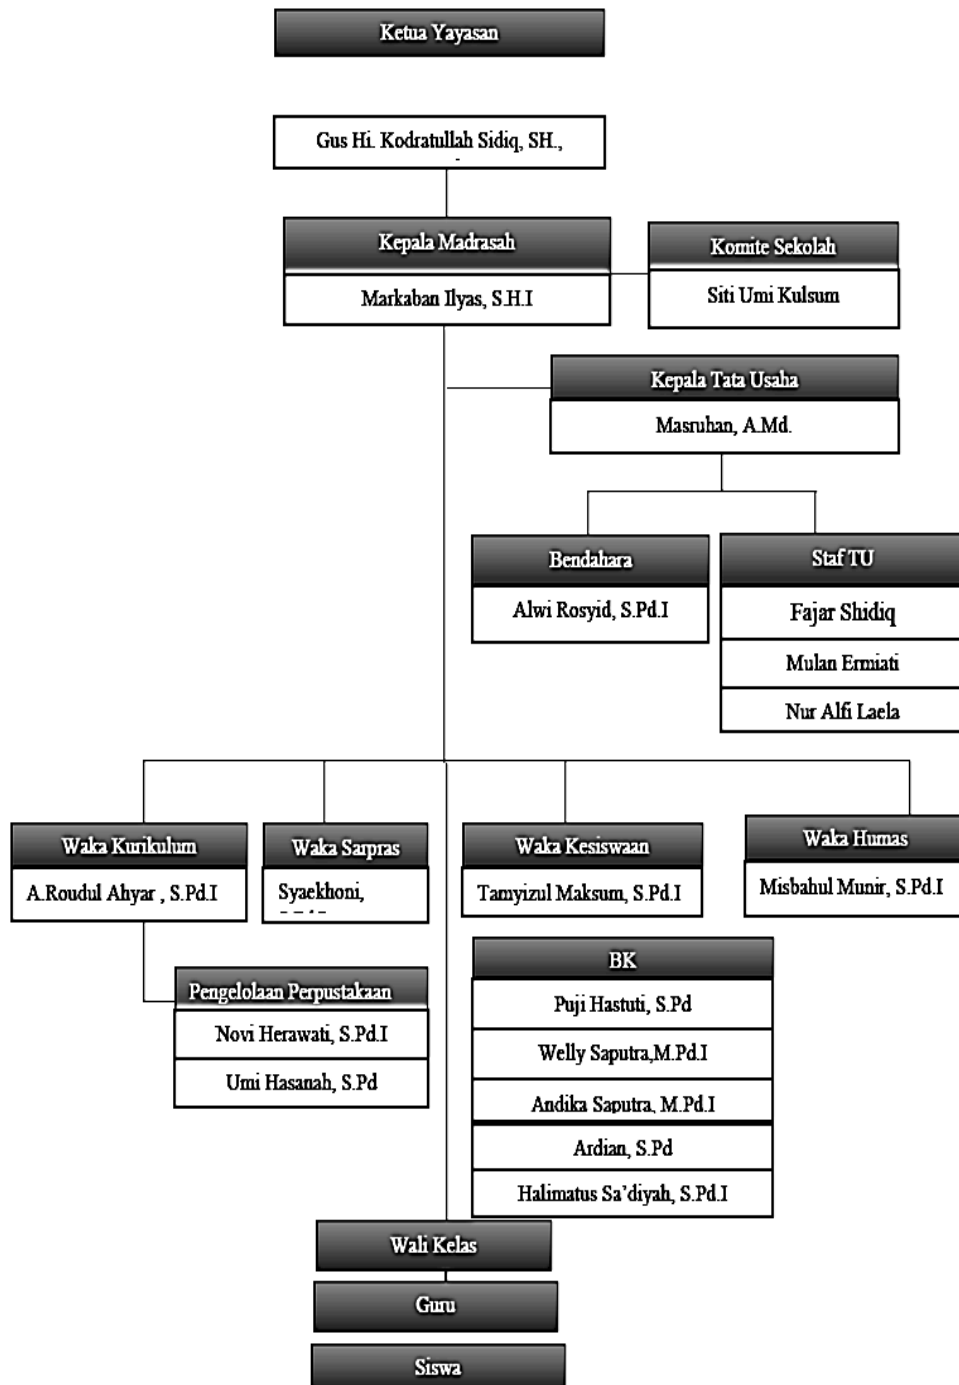 Ketua Yayasan
Gus Hi. Kodratullah Sidiq, SH.,
Kepala Madrasah
Markaban Ilyas, S.H.I
Komite Sekolah
Siti Umi Kulsum
Kepala Tata Usaha
Masruhan, A.Md.
Bendahara
Alwi Rosyid, S.Pd.I
Staf TU
Fajar Shidiq
Mulan Ermiati
Nur Alfi Laela
Waka Kurikulum
A.Roudul Ahyar , S.Pd.I
Waka Sarpras
Syaekhoni,
Waka Kesiswaan
Tamyizul Maksum, S.Pd.I
Waka Humas
Misbahul Munir, S.Pd.I
Pengelolaan Perpustakaan
Novi Herawati, S.Pd.I
Umi Hasanah, S.Pd
BK
Puji Hastuti, S.Pd
Welly Saputra,M.Pd.I
Andika Saputra, M.Pd.I
Ardian, S.Pd
Halimatus Sa’diyah, S.Pd.I
Wali Kelas
Guru
Siswa